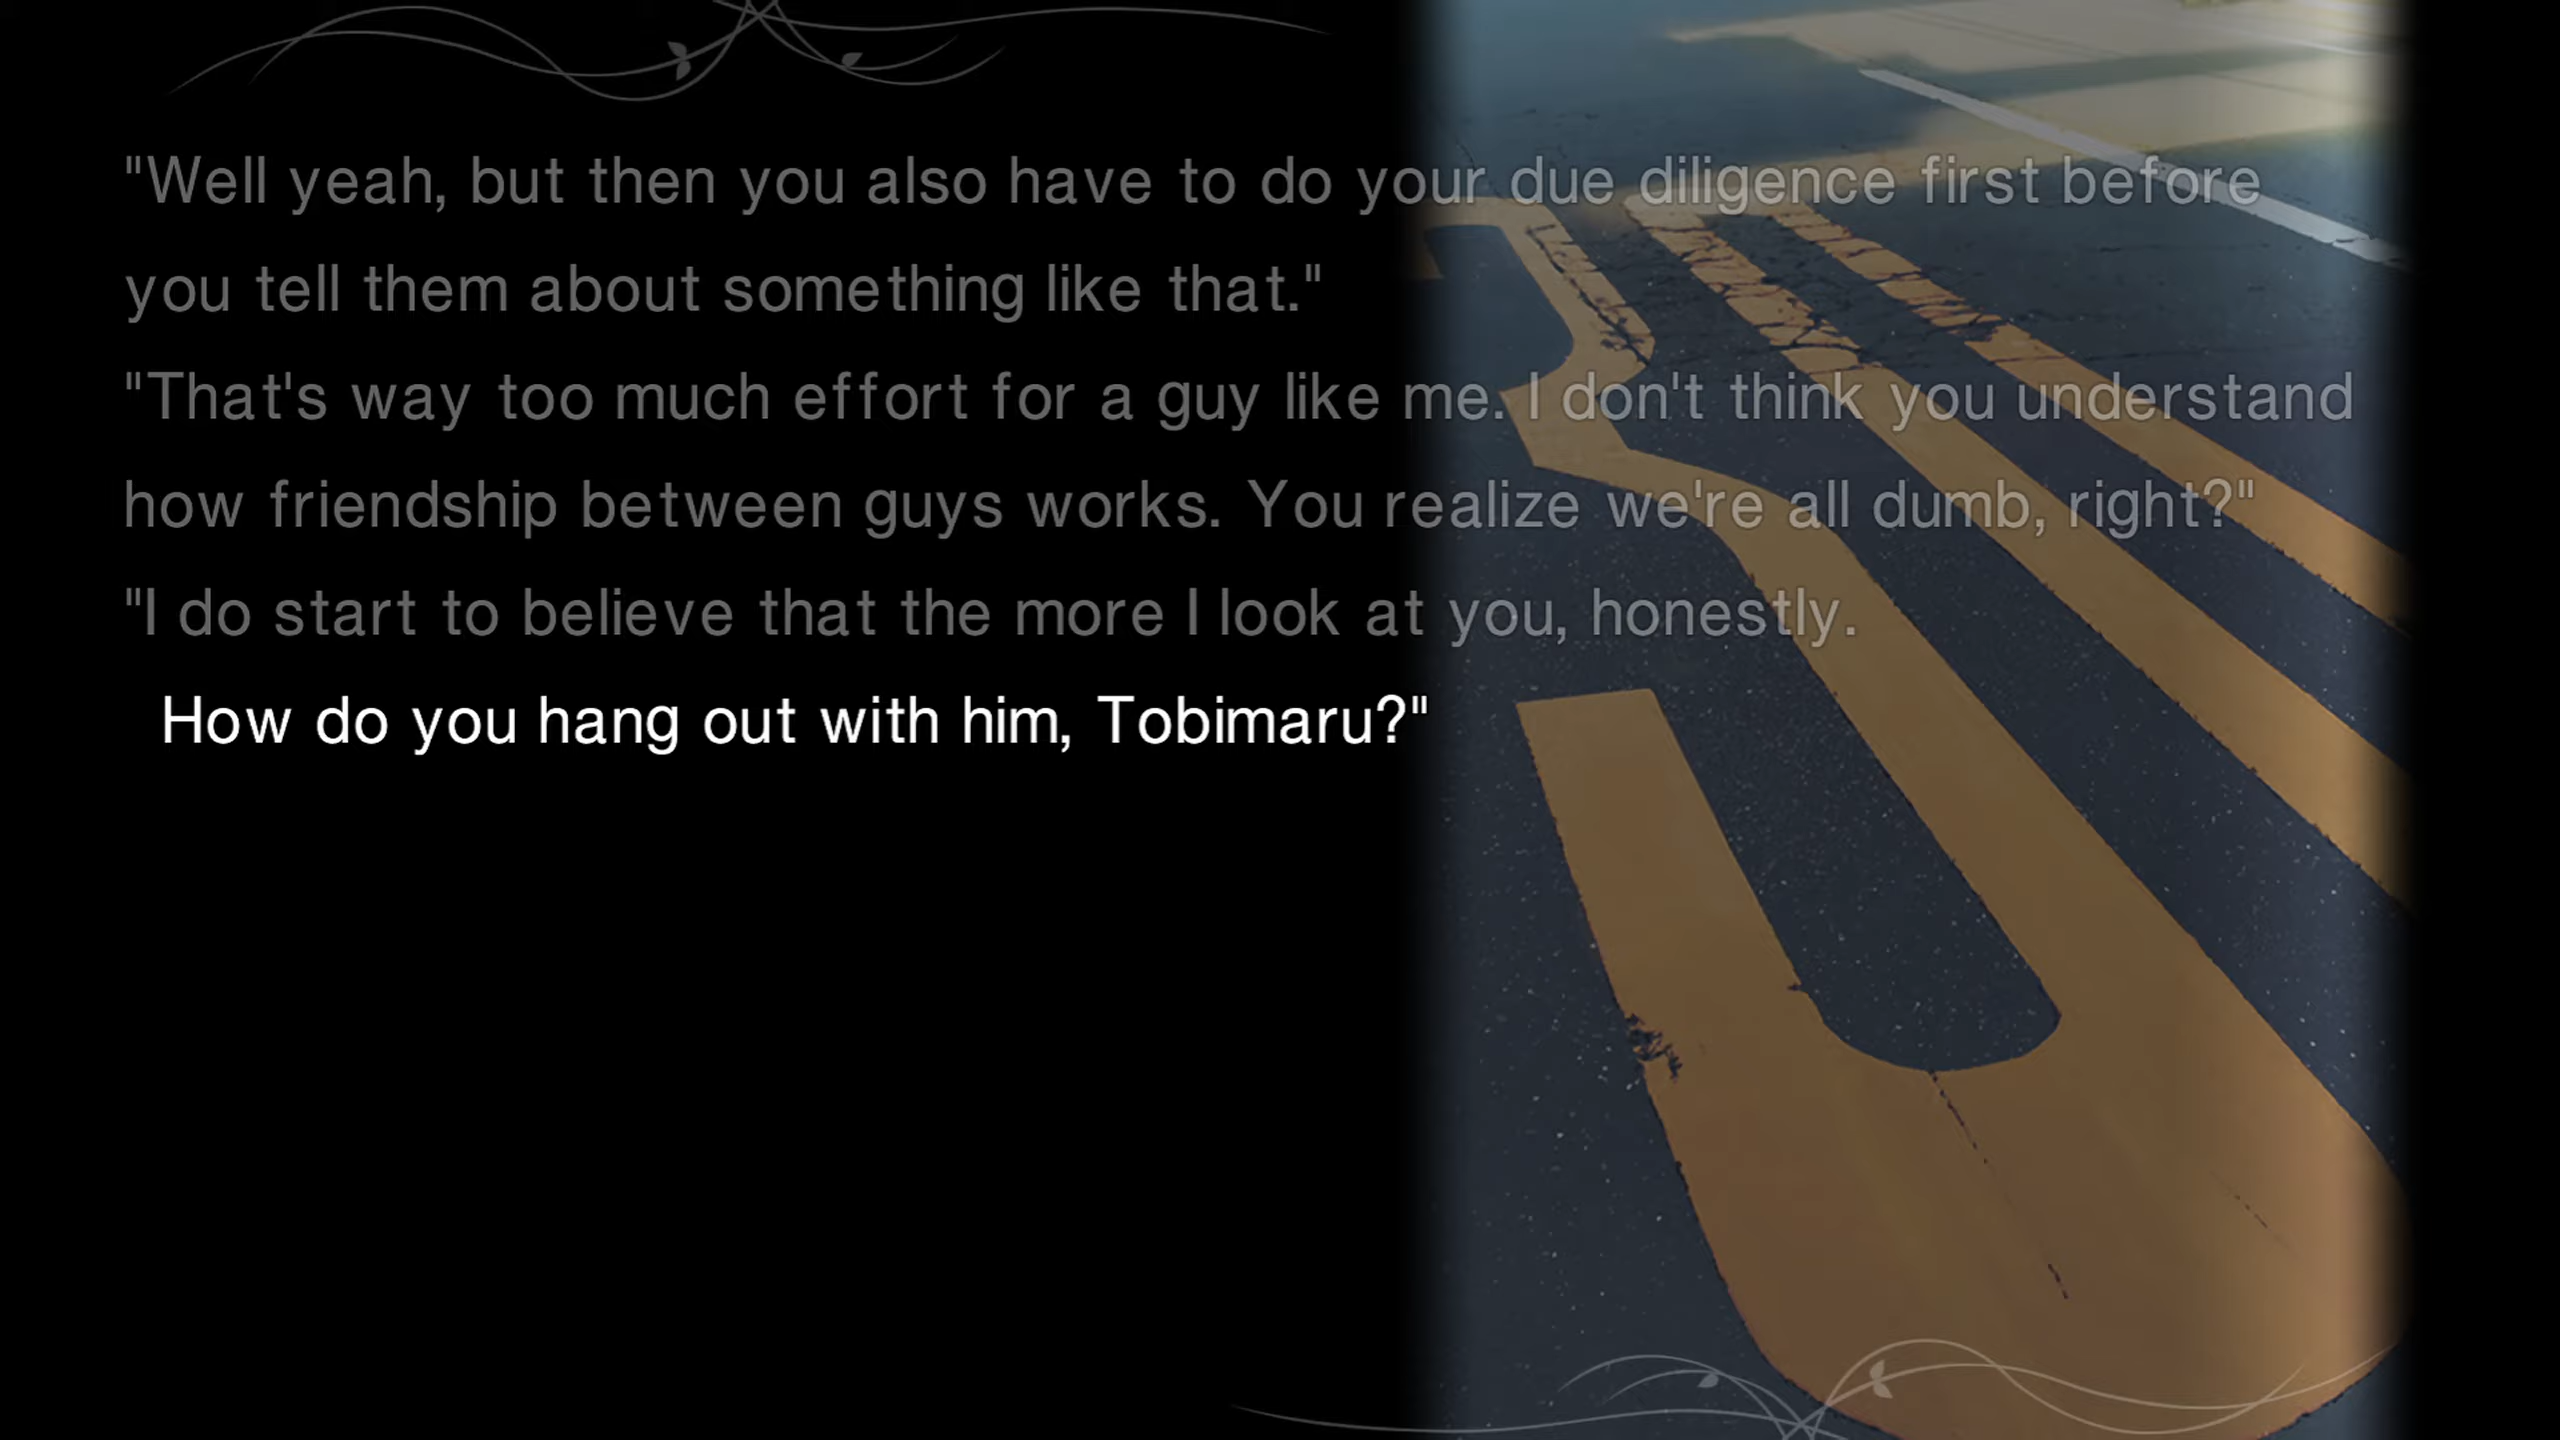 "Well yeah, but then you also have to do your due diligence first before
you tell them about something like that."
"That's way too much effort for a guy like me. I don't think you understand
how friendship between guys works. You realize we're all dumb, right?"
"I do start to believe that the more I look at you, honestly.
How do you hang out with him, Tobimaru?"